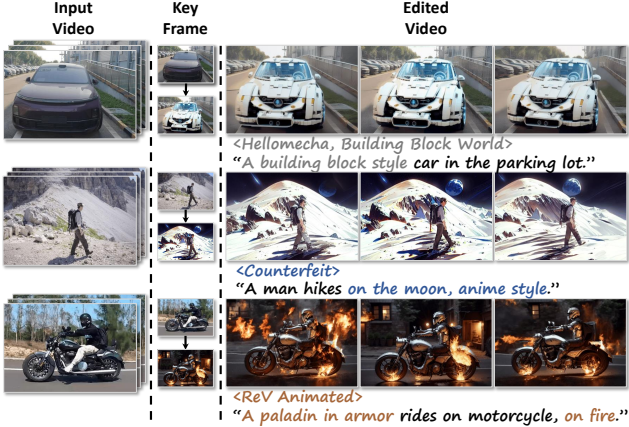 Input Video
Key Frame
Edited Video
<Hellomecha, Building Block World>
“A building block style car in the parking lot.”
<Counterfeit>
“A man hikes on the moon, anime style.”
<ReV Animated>
“A paladin in armor rides on motorcycle, on fire.”